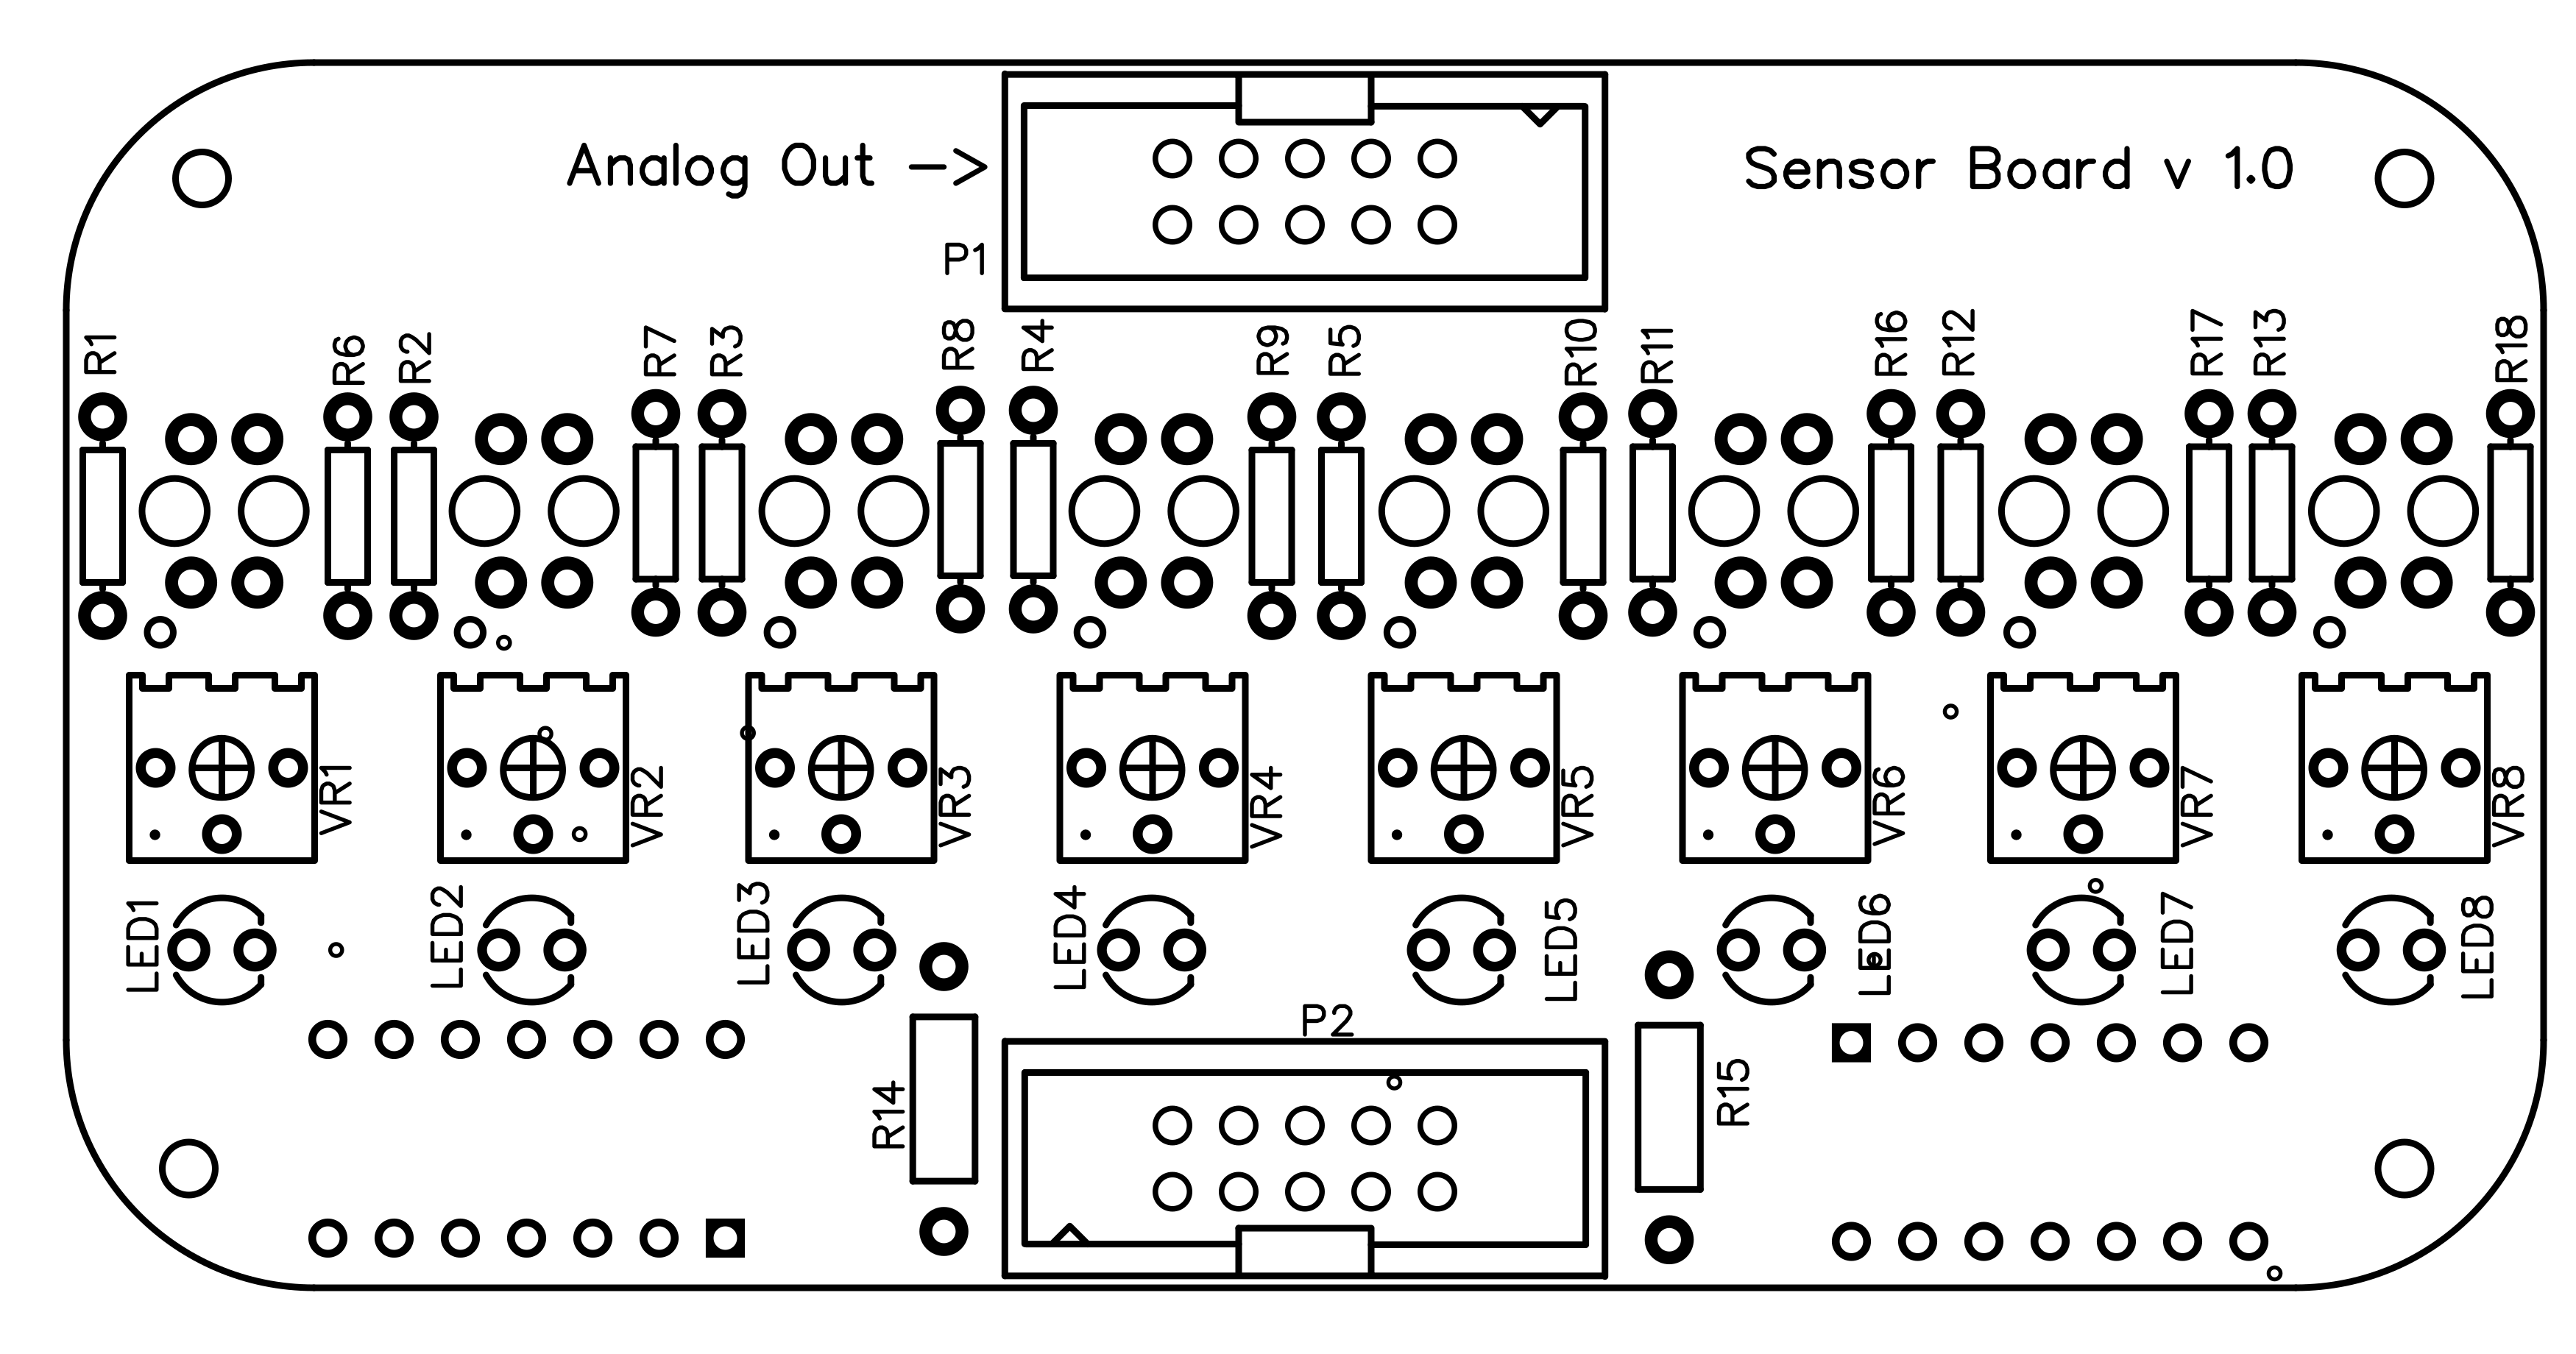 Analog Out ->
Sensor Board v 1.0
P1
R1
R6
R2
R7
R3
R8
R4
R9
R5
R10
R11
R16
R12
R17
R13
R18
VR1
VR2
VR3
VR4
VR5
VR6
VR7
VR8
LED1
LED2
LED3
LED4
LED5
LED6
LED7
LED8
P2
R14
R15